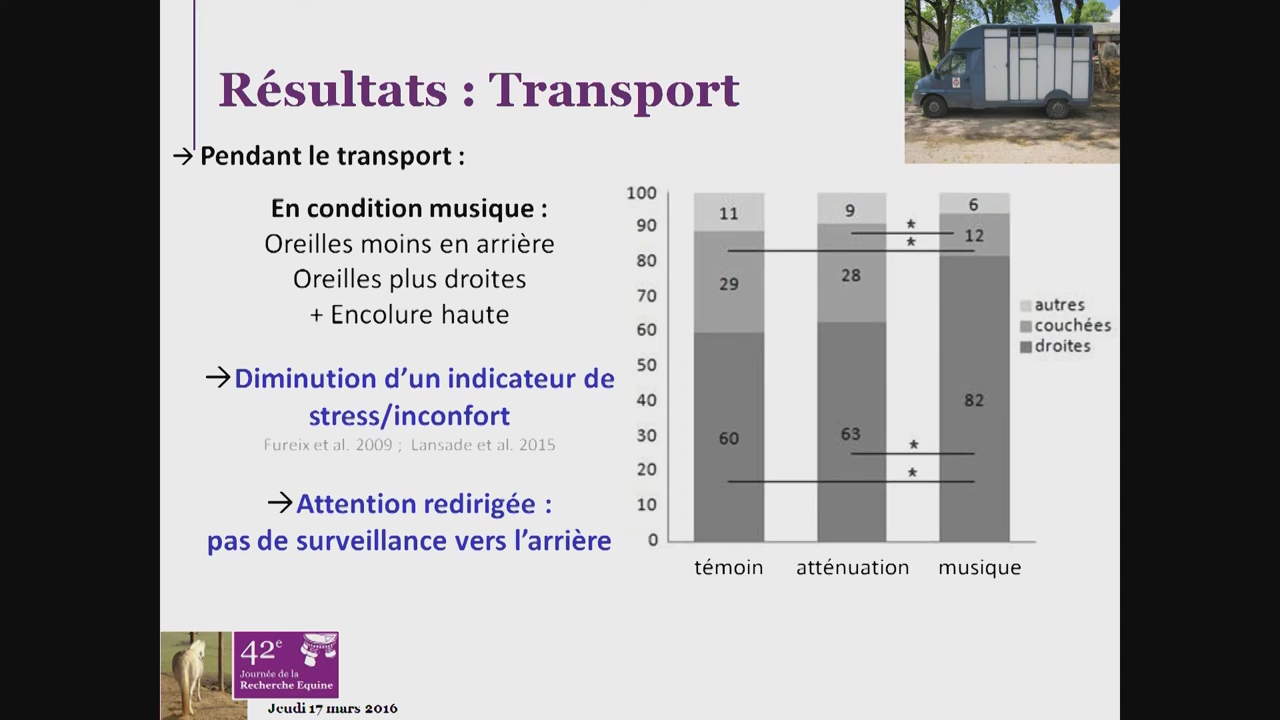 Résultats : Transport
→ Pendant le transport :
En condition musique :
Oreilles moins en arrière
Oreilles plus droites
+ Encolure haute
→Diminution d’un indicateur de
stress/inconfort
Fureix et al. 2009 ; Lansade et al. 2015
→Attention redirigée :
pas de surveillance vers l’arrière
100
90
80
70
60
50
40
30
20
10
0
11
9
6
29
28
12
60
63
82
*
*
*
*
témoin
atténuation
musique
autres
couchées
droites
42e
Journée de la
Recherche Equine
Jeudi 17 mars 2016